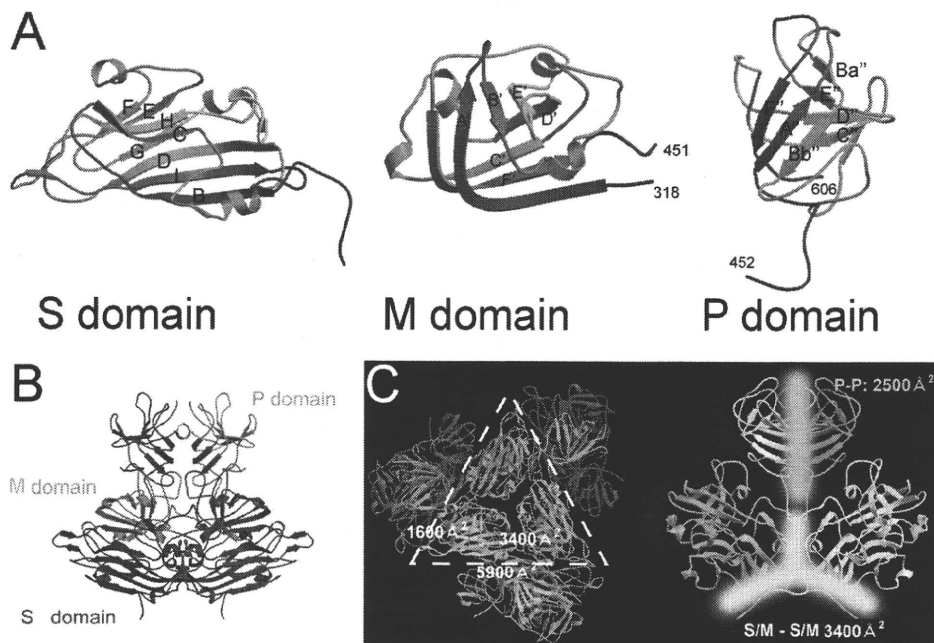 A
F E H C
G D I B
S domain
A' B' E' D'
C' F'
451
318
M domain
Ba"
F" E"
A" D"
C"
Bb"
606
452
P domain
B
P domain
M domain
S domain
C
1600 Å²
3400 Å²
5900 Å²
P-P: 2500 Å²
S/M - S/M 3400 Å²